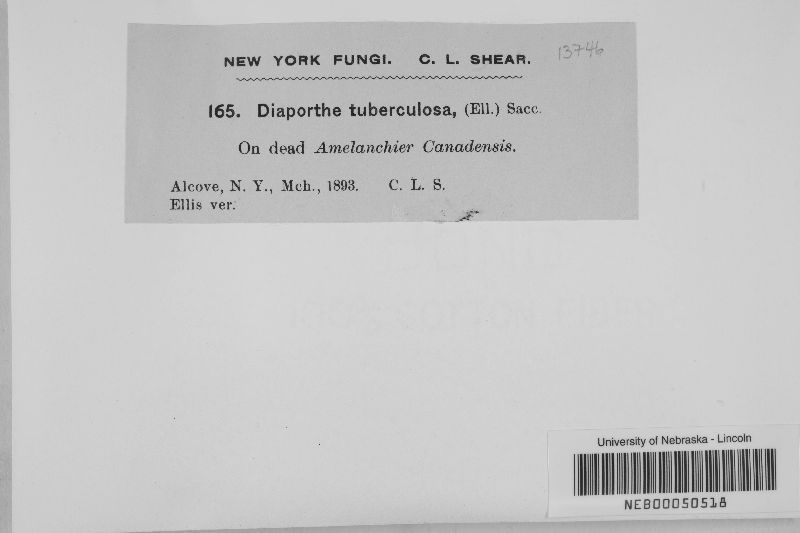 NEW YORK FUNGI. C. L. SHEAR. 13746
165. Diaporthe tuberculosa, (Ell.) Sacc.
On dead Amelanchier Canadensis.
Alcove, N. Y., Mch., 1893. C. L. S.
Ellis ver.
University of Nebraska - Lincoln
NEB00050518